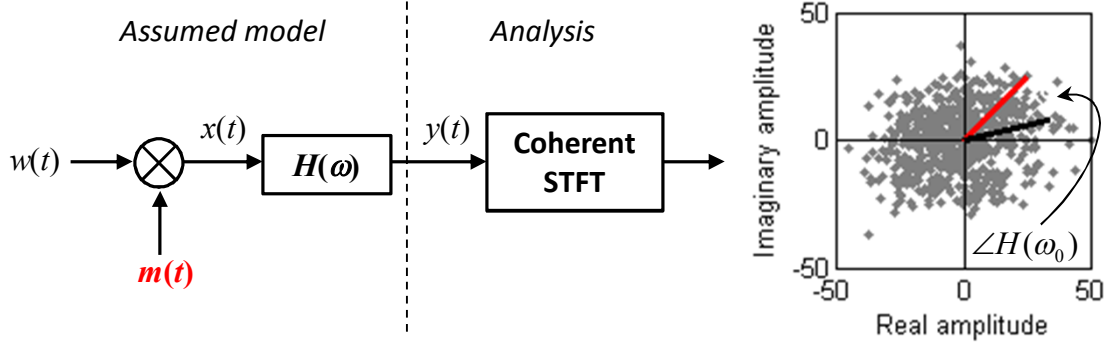 Assumed model
Analysis
w(t)
x(t)
H(ω)
y(t)
Coherent
STFT
m(t)
Imaginary amplitude
50
0
-50
-50
0
50
Real amplitude
∠H(ω₀)